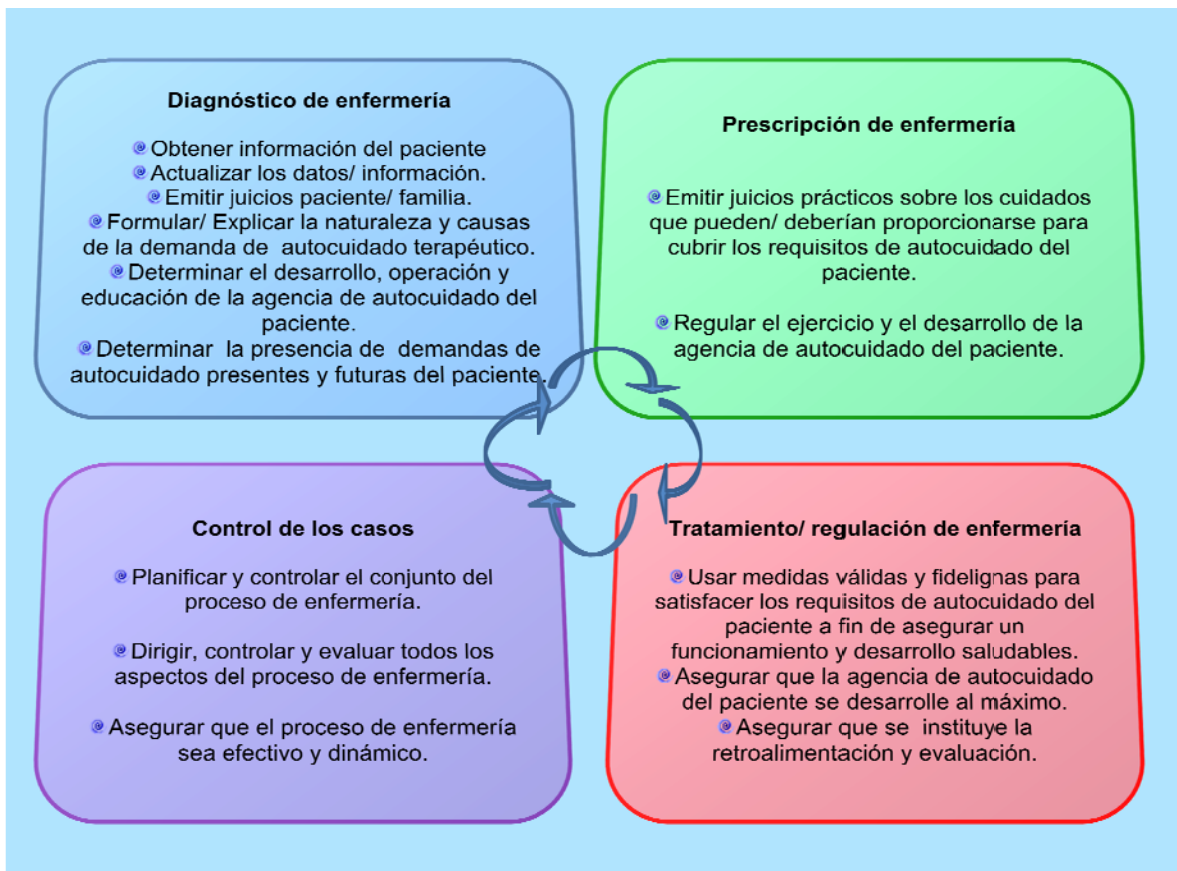 Diagnóstico de enfermería
Obtener información del paciente
Actualizar los datos/ información.
Emitir juicios paciente/ familia.
Formular/ Explicar la naturaleza y causas
de la demanda de autocuidado terapéutico.
Determinar el desarrollo, operación y
educación de la agencia de autocuidado del
paciente.
Determinar la presencia de demandas de
autocuidado presentes y futuras del paciente.
Prescripción de enfermería
Emitir juicios prácticos sobre los cuidados
que pueden/ deberían proporcionarse para
cubrir los requisitos de autocuidado del
paciente.
Regular el ejercicio y el desarrollo de la
agencia de autocuidado del paciente.
Control de los casos
Planificar y controlar el conjunto del
proceso de enfermería.
Dirigir, controlar y evaluar todos los
aspectos del proceso de enfermería.
Asegurar que el proceso de enfermería
sea efectivo y dinámico.
Tratamiento/ regulación de enfermería
Usar medidas válidas y fidelignas para
satisfacer los requisitos de autocuidado del
paciente a fin de asegurar un
funcionamiento y desarrollo saludables.
Asegurar que la agencia de autocuidado
del paciente se desarrolle al máximo.
Asegurar que se instituye la
retroalimentación y evaluación.